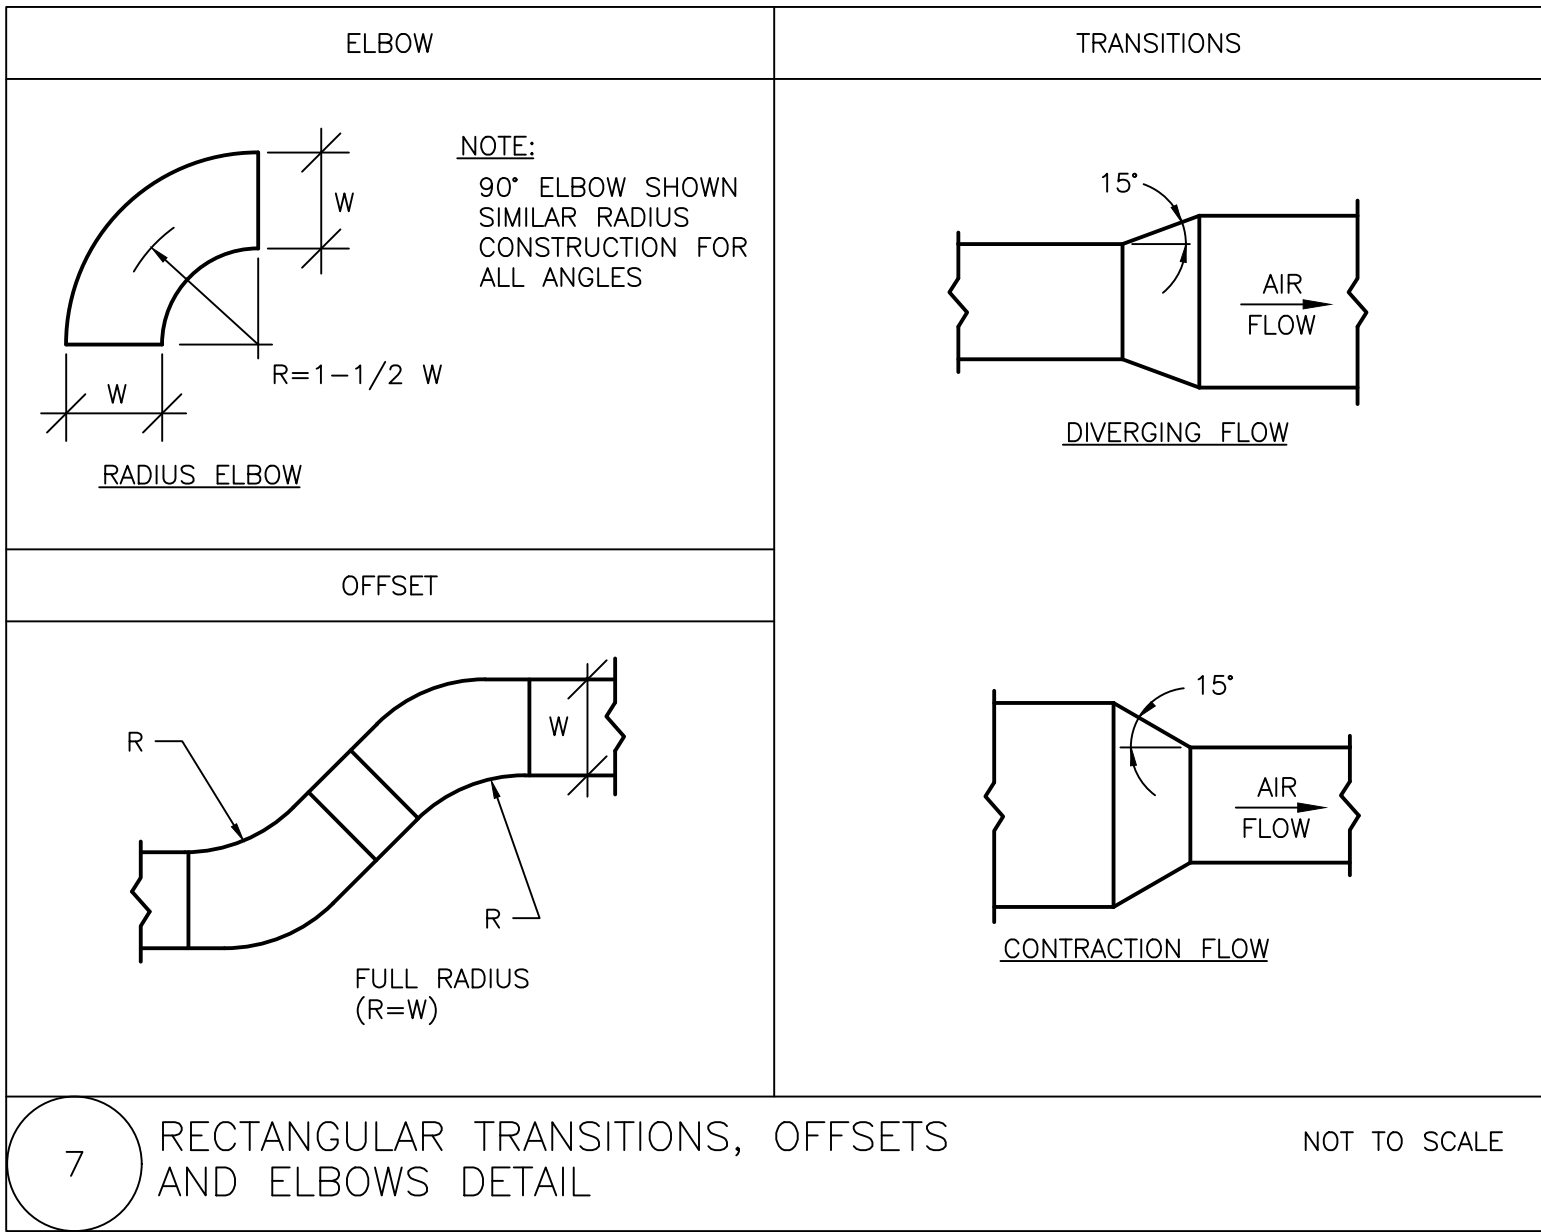 ELBOW
TRANSITIONS
W
W
R=1-1/2 W
RADIUS ELBOW
NOTE:
90° ELBOW SHOWN
SIMILAR RADIUS
CONSTRUCTION FOR
ALL ANGLES
15°
AIR
FLOW
DIVERGING FLOW
OFFSET
R
W
R
FULL RADIUS
(R=W)
15°
AIR
FLOW
CONTRACTION FLOW
7
RECTANGULAR TRANSITIONS, OFFSETS
AND ELBOWS DETAIL
NOT TO SCALE